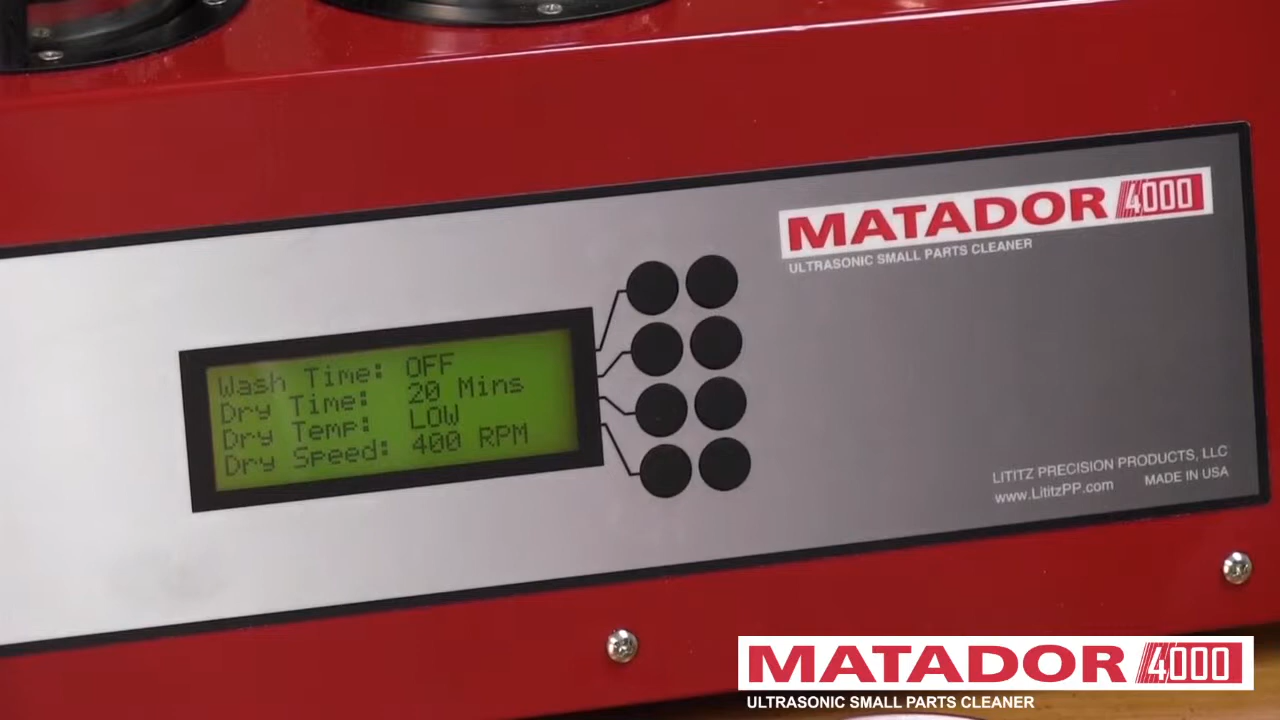 MATADOR 4000
ULTRASONIC SMALL PARTS CLEANER
Wash Time: OFF
Dry Time: 20 Mins
Dry Temp: LOW
Dry Speed: 400 RPM
LITITZ PRECISION PRODUCTS, LLC
www.LititzPP.com MADE IN USA
MATADOR 4000
ULTRASONIC SMALL PARTS CLEANER